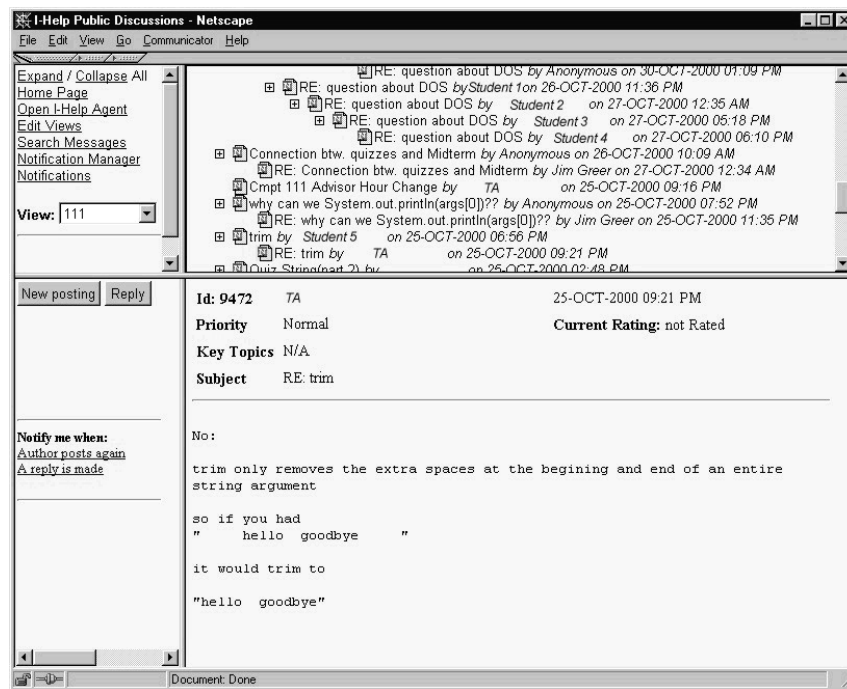 I-Help Public Discussions - Netscape
File Edit View Go Communicator Help
Expand / Collapse All
Home Page
Open I-Help Agent
Edit Views
Search Messages
Notification Manager
Notifications
View: 111
RE: question about DOS by Anonymous on 30-OCT-2000 01:09 PM
RE: question about DOS by Student 1 on 26-OCT-2000 11:36 PM
RE: question about DOS by Student 2 on 27-OCT-2000 12:35 AM
RE: question about DOS by Student 3 on 27-OCT-2000 05:18 PM
RE: question about DOS by Student 4 on 27-OCT-2000 06:10 PM
Connection btw. quizzes and Midterm by Anonymous on 26-OCT-2000 10:09 AM
RE: Connection btw. quizzes and Midterm by Jim Greer on 27-OCT-2000 12:34 AM
Cmpt 111 Advisor Hour Change by TA on 25-OCT-2000 09:16 PM
why can we System.out.println(args[0])?? by Anonymous on 25-OCT-2000 07:52 PM
RE: why can we System.out.println(args[0])?? by Jim Greer on 25-OCT-2000 11:35 PM
trim by Student 5 on 25-OCT-2000 06:56 PM
RE: trim by TA on 25-OCT-2000 09:21 PM
Quiz String(part 2) by on 25-OCT-2000 02:48 PM
New posting Reply
Notify me when:
Author posts again
A reply is made
Id: 9472 TA 25-OCT-2000 09:21 PM
Priority Normal Current Rating: not Rated
Key Topics N/A
Subject RE: trim
No:
trim only removes the extra spaces at the begining and end of an entire
string argument
so if you had
"    hello  goodbye    "
it would trim to
"hello  goodbye"
Document: Done